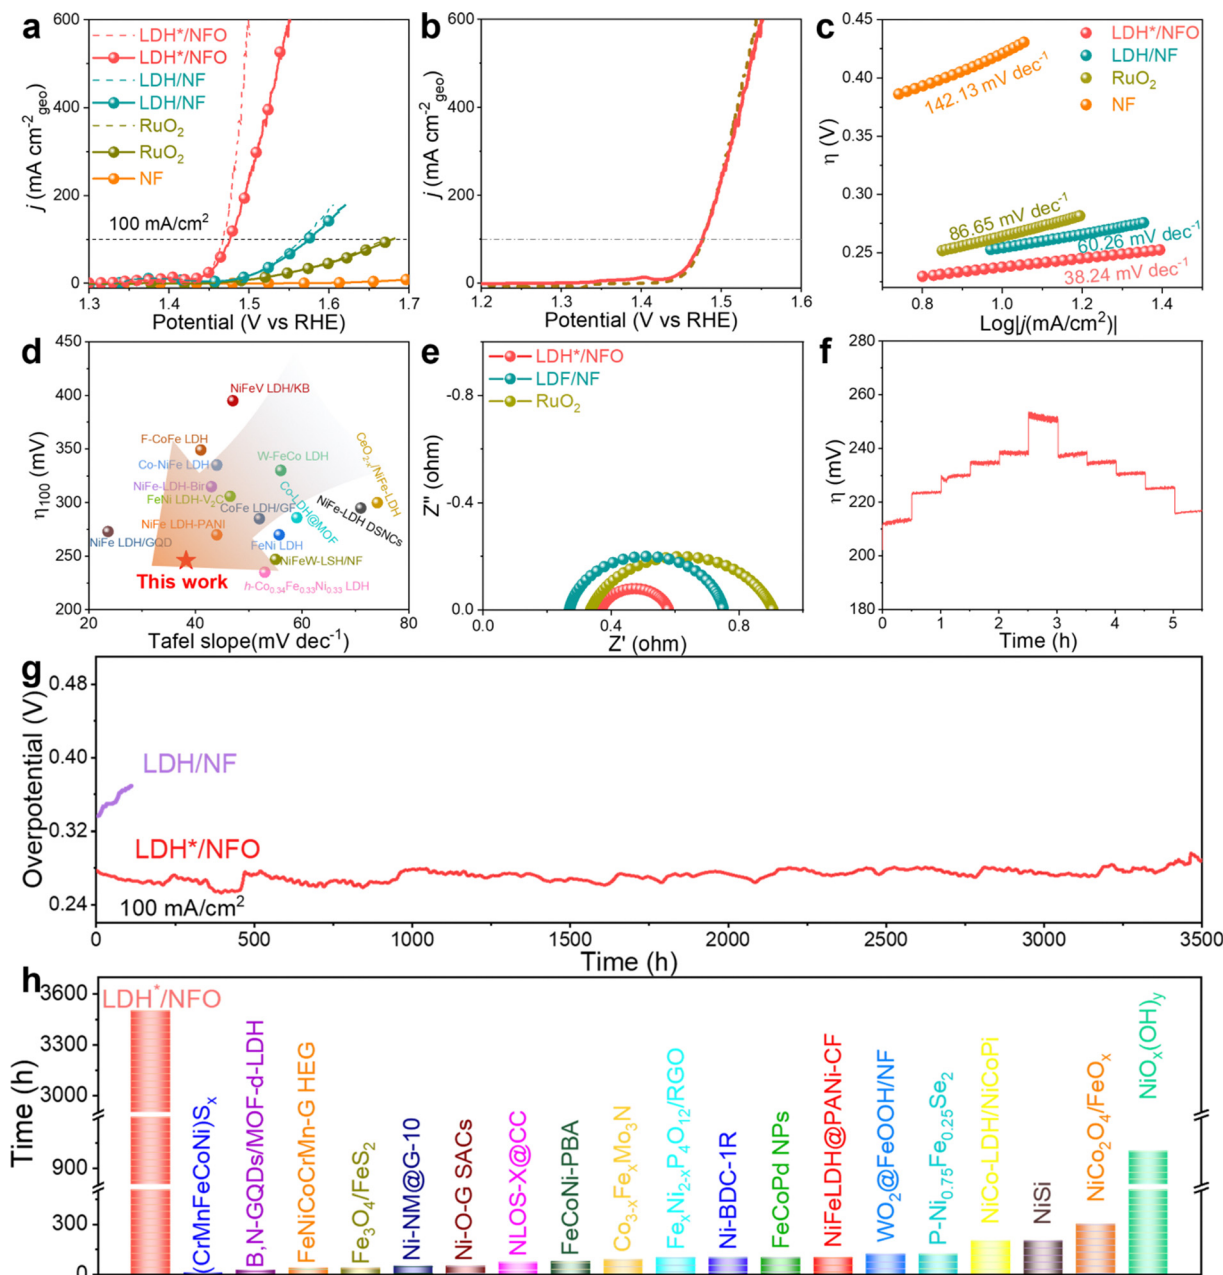 a
600
400
200
0
j (mA cm⁻²geo)
LDH*/NFO
LDH*/NFO
LDH/NF
LDH/NF
RuO₂
RuO₂
NF
100 mA/cm²
1.3 1.4 1.5 1.6 1.7
Potential (V vs RHE)
b
600
400
200
0
j (mA cm⁻²geo)
1.2 1.3 1.4 1.5 1.6
Potential (V vs RHE)
c
0.45
0.40
0.35
0.30
0.25
η (V)
LDH*/NFO
LDH/NF
RuO₂
NF
142.13 mV dec⁻¹
86.65 mV dec⁻¹
60.26 mV dec⁻¹
38.24 mV dec⁻¹
0.8 1.0 1.2 1.4
Log|j(mA/cm²)|
d
450
400
350
300
250
200
η₁₀₀ (mV)
NiFeV LDH/KB
F-CoFe LDH
Co-NiFe LDH
W-FeCo LDH
CeO₂₋ₓ/NiFe-LDH
NiFe-LDH-Bir
FeNi LDH-V₂C
CoFe LDH/GF
Co-LDH@MOF
NiFe-LDH DSNCs
NiFe LDH-PANI
NiFe LDH/GQD
FeNi LDH
NiFeW-LSH/NF
This work
h-Co₀.₃₄Fe₀.₃₃Ni₀.₃₃ LDH
20 40 60 80
Tafel slope(mV dec⁻¹)
e
LDH*/NFO
LDF/NF
RuO₂
-0.8
-0.4
0.0
Z'' (ohm)
0.0 0.4 0.8
Z' (ohm)
f
280
260
240
220
200
180
η (mV)
0 1 2 3 4 5
Time (h)
g
0.48
0.40
0.32
0.24
Overpotential (V)
LDH/NF
LDH*/NFO
100 mA/cm²
0 500 1000 1500 2000 2500 3000 3500
Time (h)
h
3600
3300
3000
900
300
0
Time (h)
LDH*/NFO
(CrMnFeCoNi)Sₓ
B,N-GQDs/MOF-d-LDH
FeNiCoCrMn-G HEG
Fe₃O₄/FeS₂
Ni-NM@G-10
Ni-O-G SACs
NLOS-X@CC
FeCoNi-PBA
Co₃₋ₓFeₓMo₃N
FeₓNi₂₋ₓP₄O₁₂/RGO
Ni-BDC-1R
FeCoPd NPs
NiFeLDH@PANi-CF
WO₂@FeOOH/NF
P-Ni₀.₇₅Fe₀.₂₅Se₂
NiCo-LDH/NiCoPi
NiSi
NiCo₂O₄/FeOₓ
NiOₓ(OH)ᵧ